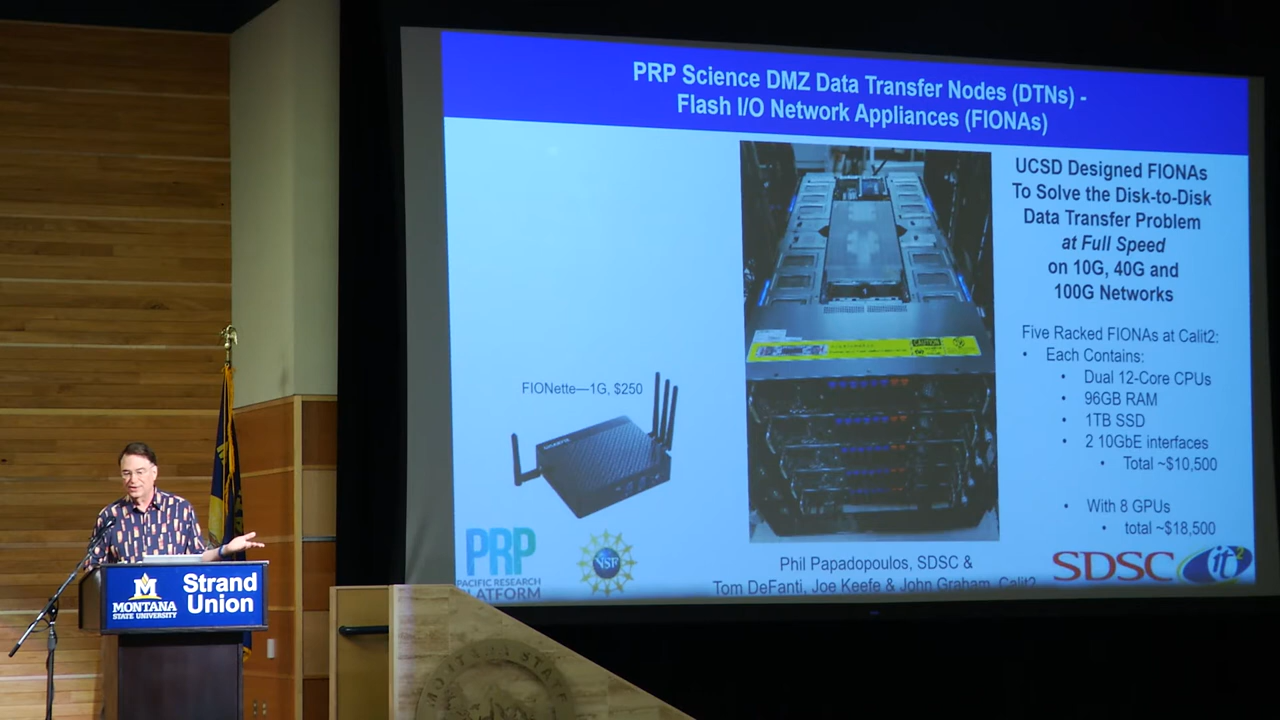 PRP Science DMZ Data Transfer Nodes (DTNs) -
Flash I/O Network Appliances (FIONAs)
UCSD Designed FIONAs
To Solve the Disk-to-Disk
Data Transfer Problem
at Full Speed
on 10G, 40G and
100G Networks
Five Racked FIONAs at Calit2:
• Each Contains:
• Dual 12-Core CPUs
• 96GB RAM
• 1TB SSD
• 2 10GbE interfaces
• Total ~$10,500
• With 8 GPUs
• total ~$18,500
FIONette—1G, $250
CAUTION
PRP
PACIFIC RESEARCH
PLATFORM
NSF
Phil Papadopoulos, SDSC &
Tom DeFanti, Joe Keefe & John Graham, Calit2
SDSC
it2
M
MONTANA
STATE UNIVERSITY
Strand
Union
MONTANA STATE